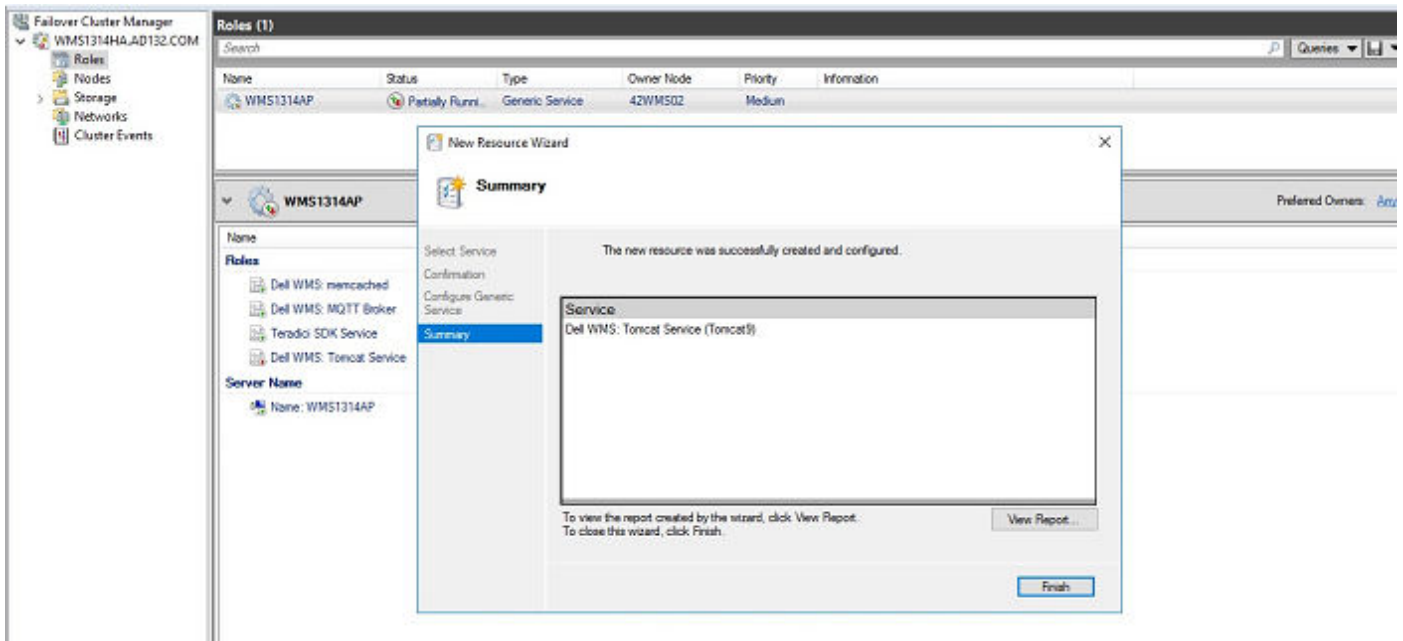 Failover Cluster Manager
WMS1314HA.AD132.COM
Roles
Nodes
Storage
Networks
Cluster Events
Roles (1)
Search
Queries
Name Status Type Owner Node Priority Information
WMS1314AP Partially Runni... Generic Service 42WMS02 Medium
WMS1314AP
Preferred Owners:
Name
Roles
Dell WMS: memcached
Dell WMS: MQTT Broker
Teradici SDK Service
Dell WMS: Tomcat Service
Server Name
Name: WMS1314AP
New Resource Wizard
Summary
Select Service
Confirmation
Configure Generic
Service
Summary
The new resource was successfully created and configured.
Service
Dell WMS: Tomcat Service (Tomcat9)
To view the report created by the wizard, click View Report.
To close this wizard, click Finish.
View Report...
Finish